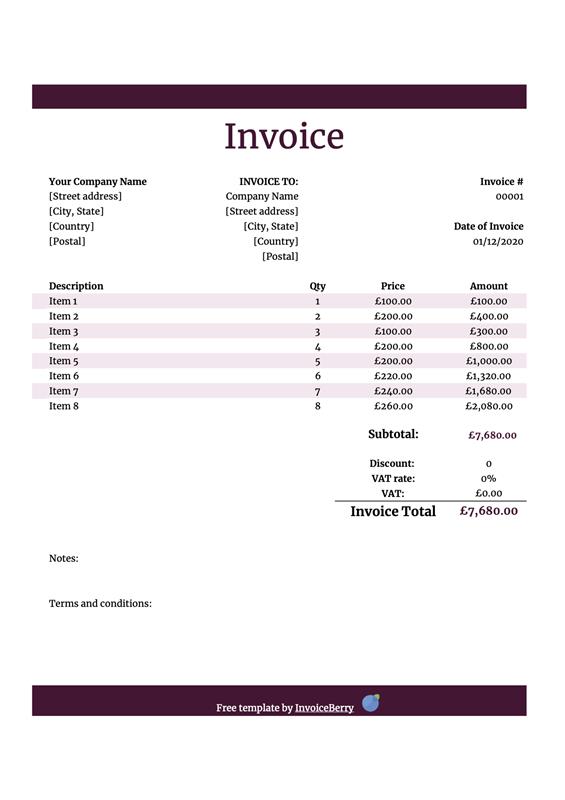 Invoice
Your Company Name INVOICE TO: Invoice #
[Street address] Company Name 00001
[City, State] [Street address]
[Country] [City, State] Date of Invoice
[Postal] [Country] 01/12/2020
[Postal]
Description Qty Price Amount
Item 1 1 £100.00 £100.00
Item 2 2 £200.00 £400.00
Item 3 3 £100.00 £300.00
Item 4 4 £200.00 £800.00
Item 5 5 £200.00 £1,000.00
Item 6 6 £220.00 £1,320.00
Item 7 7 £240.00 £1,680.00
Item 8 8 £260.00 £2,080.00
Subtotal: £7,680.00
Discount: 0
VAT rate: 0%
VAT: £0.00
Invoice Total £7,680.00
Notes:
Terms and conditions:
Free template by InvoiceBerry